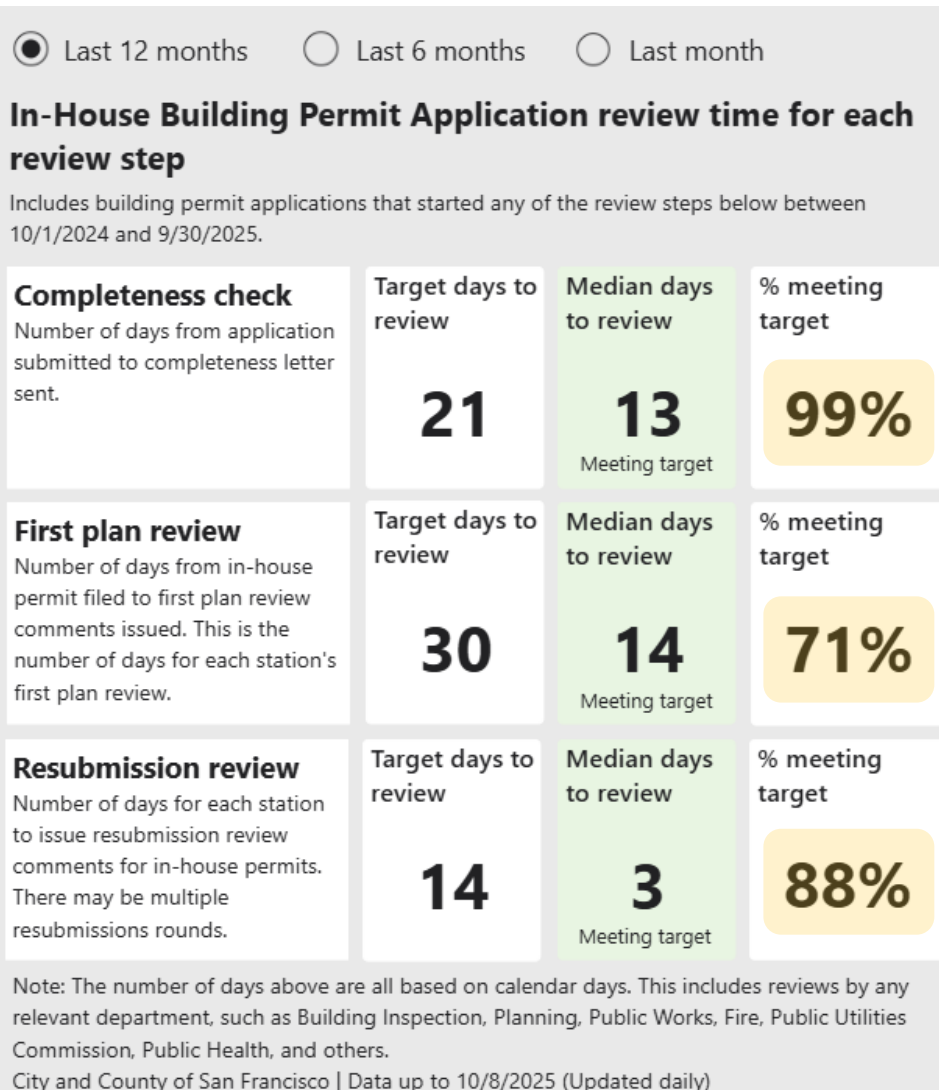 Last 12 months Last 6 months Last month
In-House Building Permit Application review time for each
review step
Includes building permit applications that started any of the review steps below between
10/1/2024 and 9/30/2025.
Completeness check
Number of days from application
submitted to completeness letter
sent.
Target days to
review
21
Median days
to review
13
Meeting target
% meeting
target
99%
First plan review
Number of days from in-house
permit filed to first plan review
comments issued. This is the
number of days for each station's
first plan review.
Target days to
review
30
Median days
to review
14
Meeting target
% meeting
target
71%
Resubmission review
Number of days for each station
to issue resubmission review
comments for in-house permits.
There may be multiple
resubmissions rounds.
Target days to
review
14
Median days
to review
3
Meeting target
% meeting
target
88%
Note: The number of days above are all based on calendar days. This includes reviews by any
relevant department, such as Building Inspection, Planning, Public Works, Fire, Public Utilities
Commission, Public Health, and others.
City and County of San Francisco | Data up to 10/8/2025 (Updated daily)